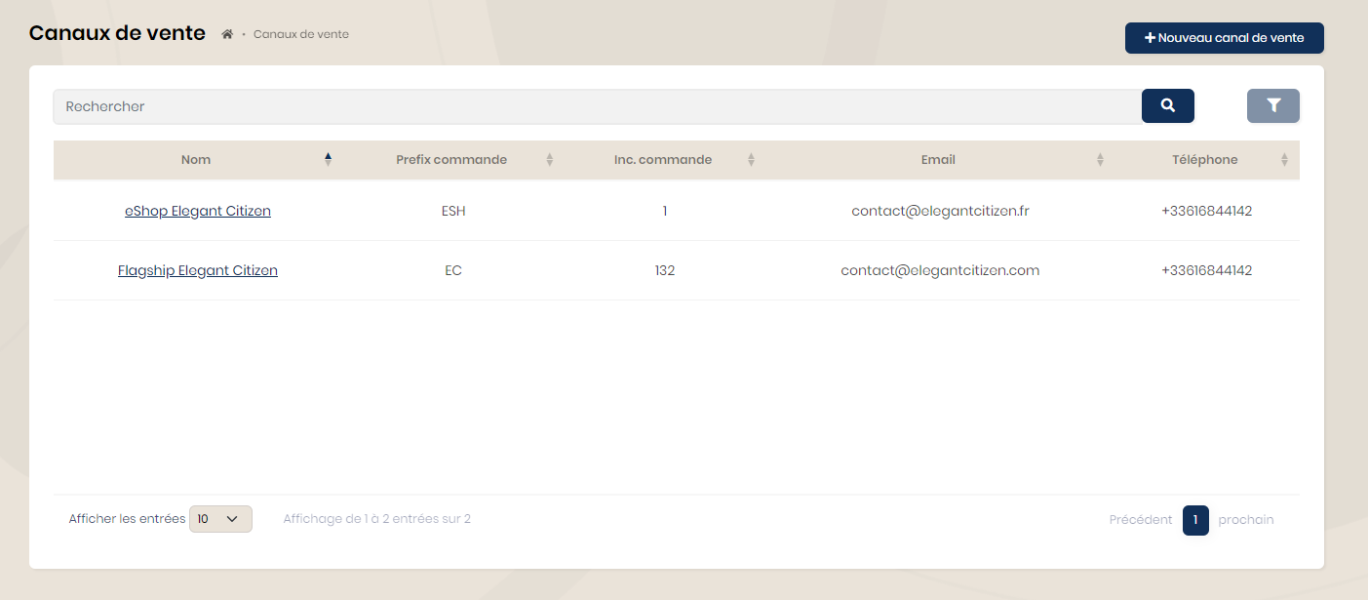 Canaux de vente
Canaux de vente
Nouveau canal de vente
Rechercher
Nom Prefix commande Inc. commande Email Téléphone
eShop Elegant Citizen ESH 1 contact@elegantcitizen.fr +33616844142
Flagship Elegant Citizen EC 132 contact@elegantcitizen.com +33616844142
Afficher les entrées 10 Affichage de 1 à 2 entrées sur 2 Précédent 1 prochain